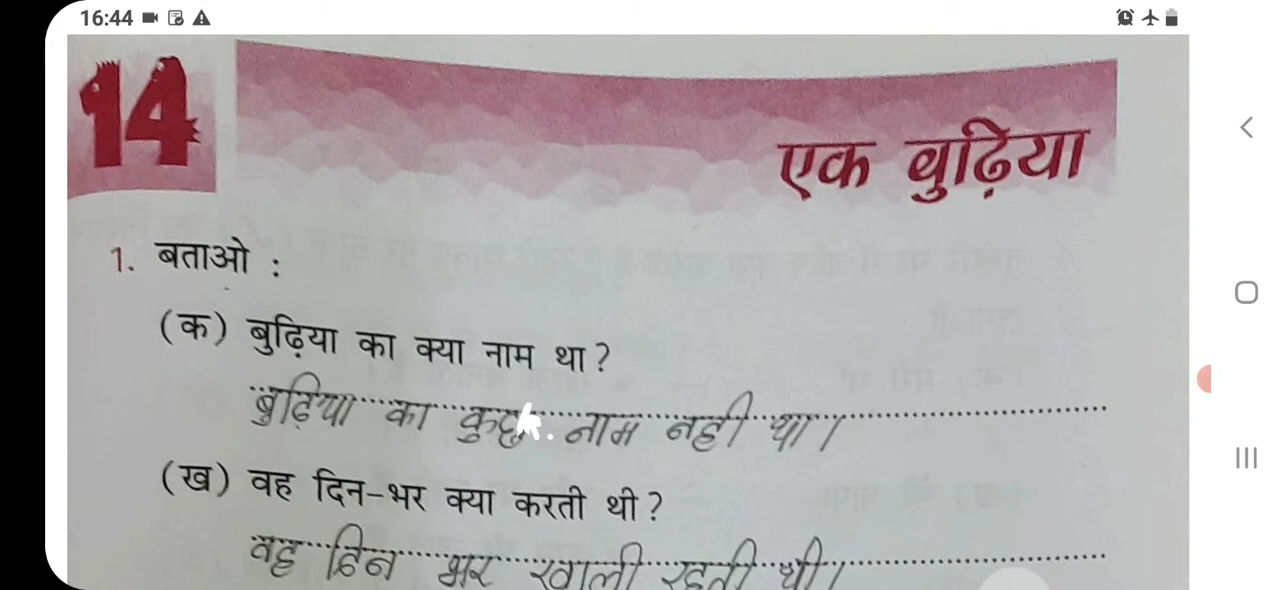 16:44
14
एक बुढ़िया
1. बताओ :
(क) बुढ़िया का क्या नाम था?
बुढ़िया का कुछ नाम नही था।
(ख) वह दिन-भर क्या करती थी?
वह दिन भर खाली रहती थी।